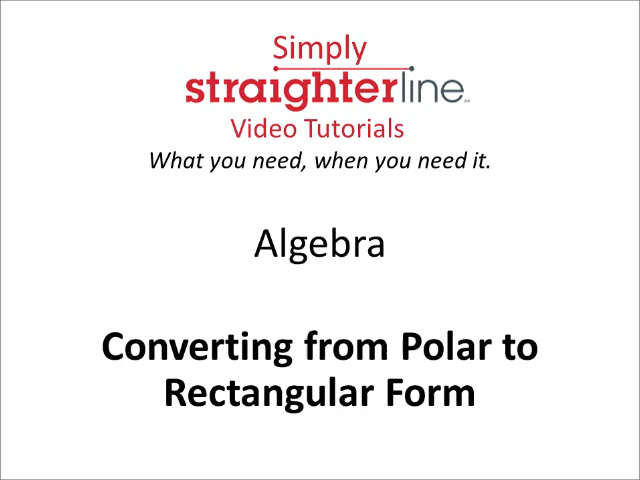 Simply
straighterline
Video Tutorials
What you need, when you need it.
Algebra
Converting from Polar to
Rectangular Form